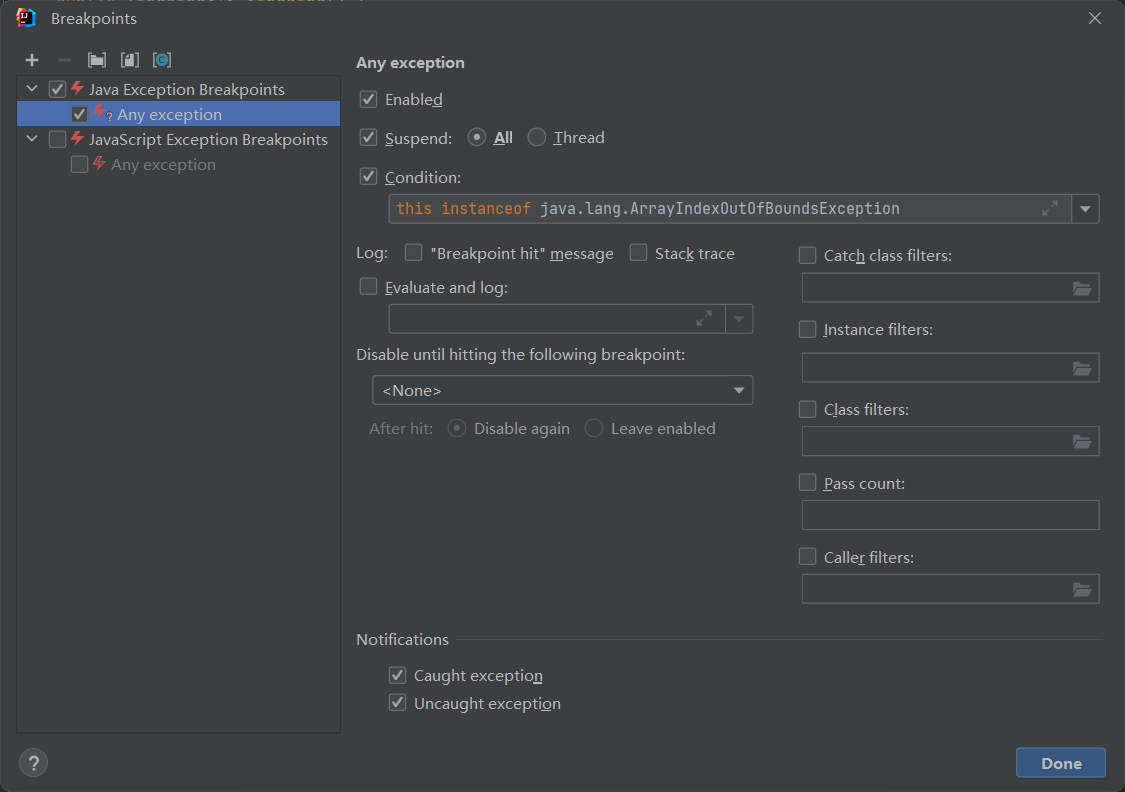 Breakpoints
Java Exception Breakpoints
Any exception
JavaScript Exception Breakpoints
Any exception
Any exception
Enabled
Suspend: All Thread
Condition:
this instanceof java.lang.ArrayIndexOutOfBoundsException
Log: "Breakpoint hit" message Stack trace
Evaluate and log:
Disable until hitting the following breakpoint:
<None>
After hit: Disable again Leave enabled
Catch class filters:
Instance filters:
Class filters:
Pass count:
Caller filters:
Notifications
Caught exception
Uncaught exception
? Done